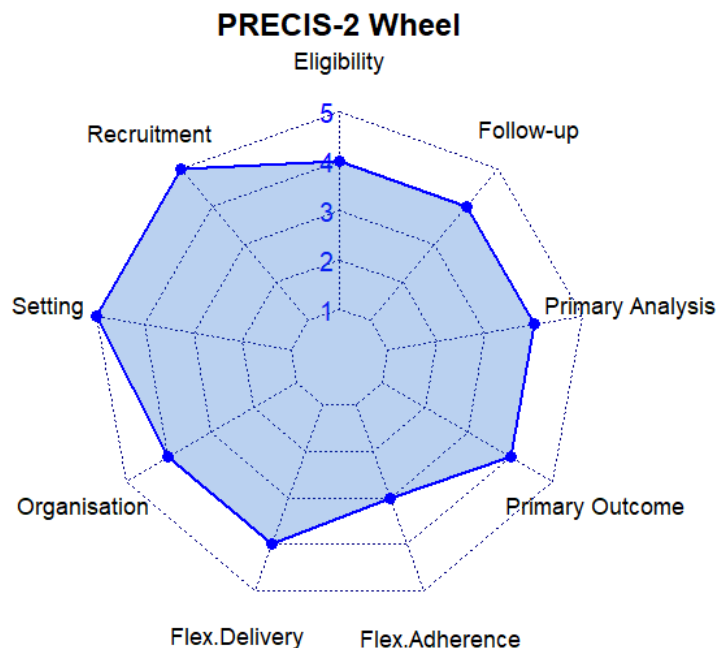 PRECIS-2 Wheel
Eligibility
Recruitment
Follow-up
5
4
3
2
1
Setting
Primary Analysis
Organisation
Primary Outcome
Flex.Delivery
Flex.Adherence